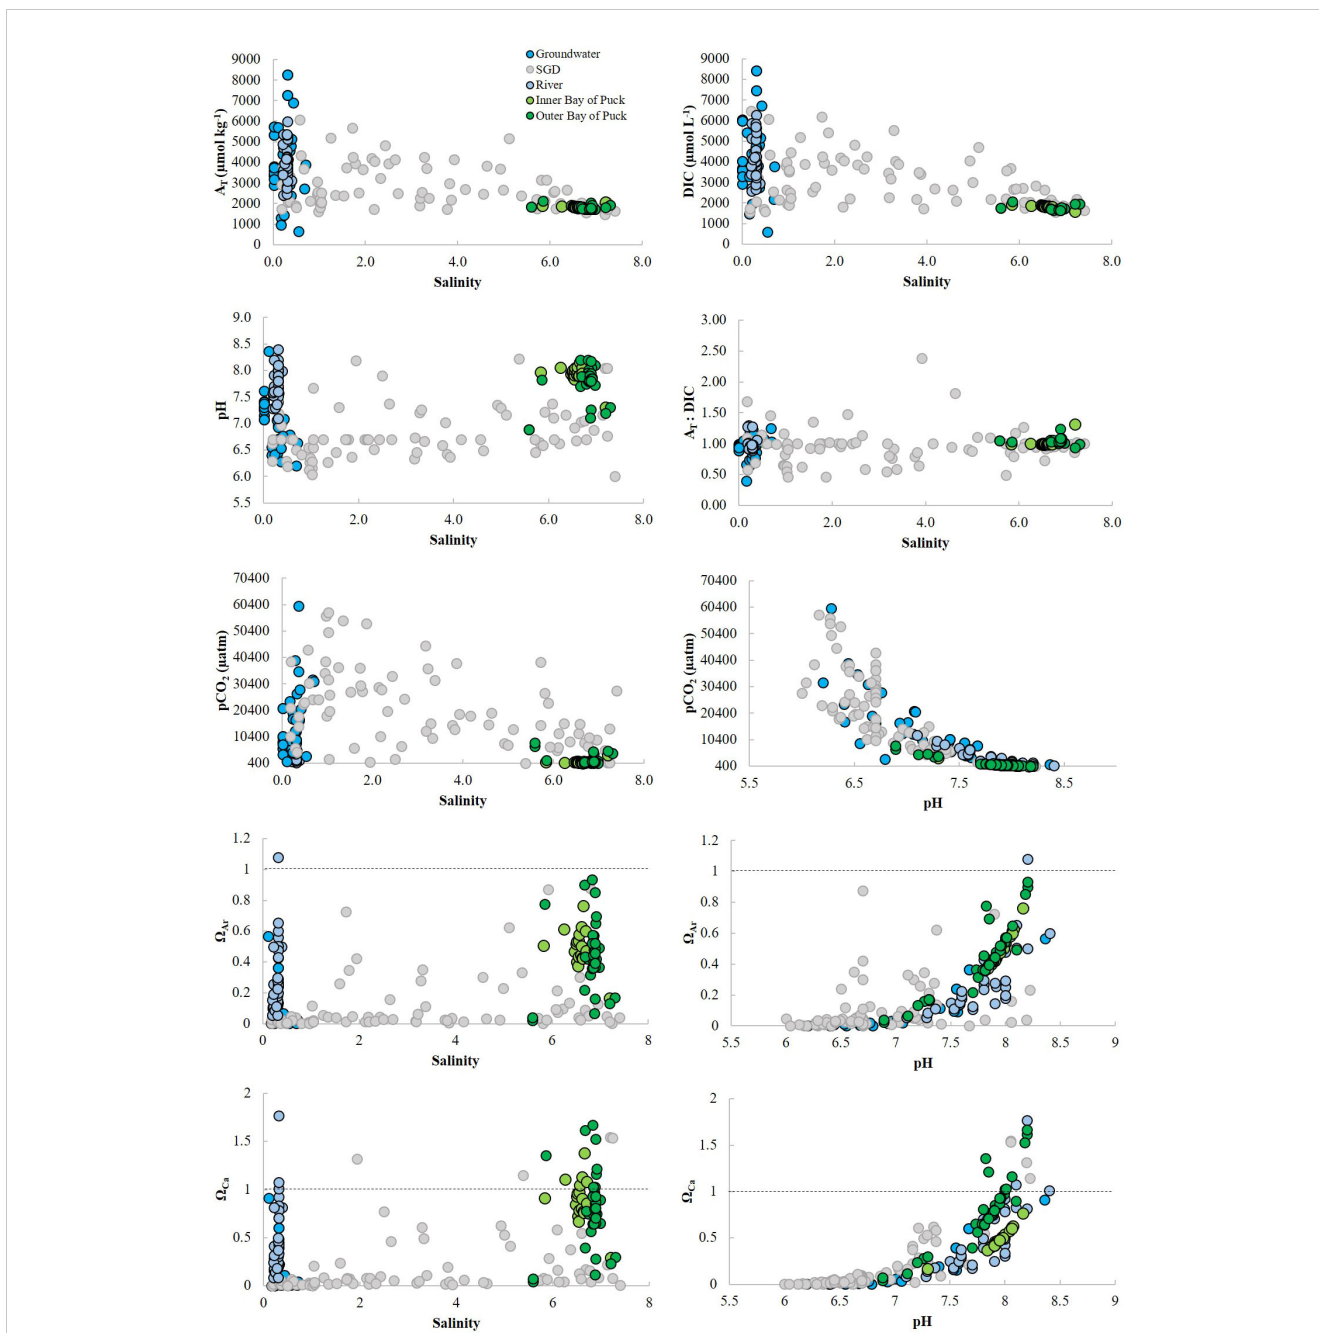 Groundwater
SGD
River
Inner Bay of Puck
Outer Bay of Puck
9000
8000
7000
6000
5000
4000
3000
2000
1000
0
A_T (µmol kg⁻¹)
0.0 2.0 4.0 6.0 8.0
Salinity
9000
8000
7000
6000
5000
4000
3000
2000
1000
0
DIC (µmol L⁻¹)
0.0 2.0 4.0 6.0 8.0
Salinity
9.0
8.5
8.0
7.5
7.0
6.5
6.0
5.5
pH
0.0 2.0 4.0 6.0 8.0
Salinity
3.00
2.50
2.00
1.50
1.00
0.50
0.00
A_T : DIC
0.0 2.0 4.0 6.0 8.0
Salinity
70400
60400
50400
40400
30400
20400
10400
400
pCO₂ (µatm)
0.0 2.0 4.0 6.0 8.0
Salinity
70400
60400
50400
40400
30400
20400
10400
400
pCO₂ (µatm)
5.5 6.5 7.5 8.5
pH
1.2
1
0.8
0.6
0.4
0.2
0
Ω_Ar
0 2 4 6 8
Salinity
1.2
1
0.8
0.6
0.4
0.2
0
Ω_Ar
5.5 6 6.5 7 7.5 8 8.5 9
pH
2
1.5
1
0.5
0
Ω_Ca
0 2 4 6 8
Salinity
2
1.5
1
0.5
0
Ω_Ca
5.5 6 6.5 7 7.5 8 8.5 9
pH